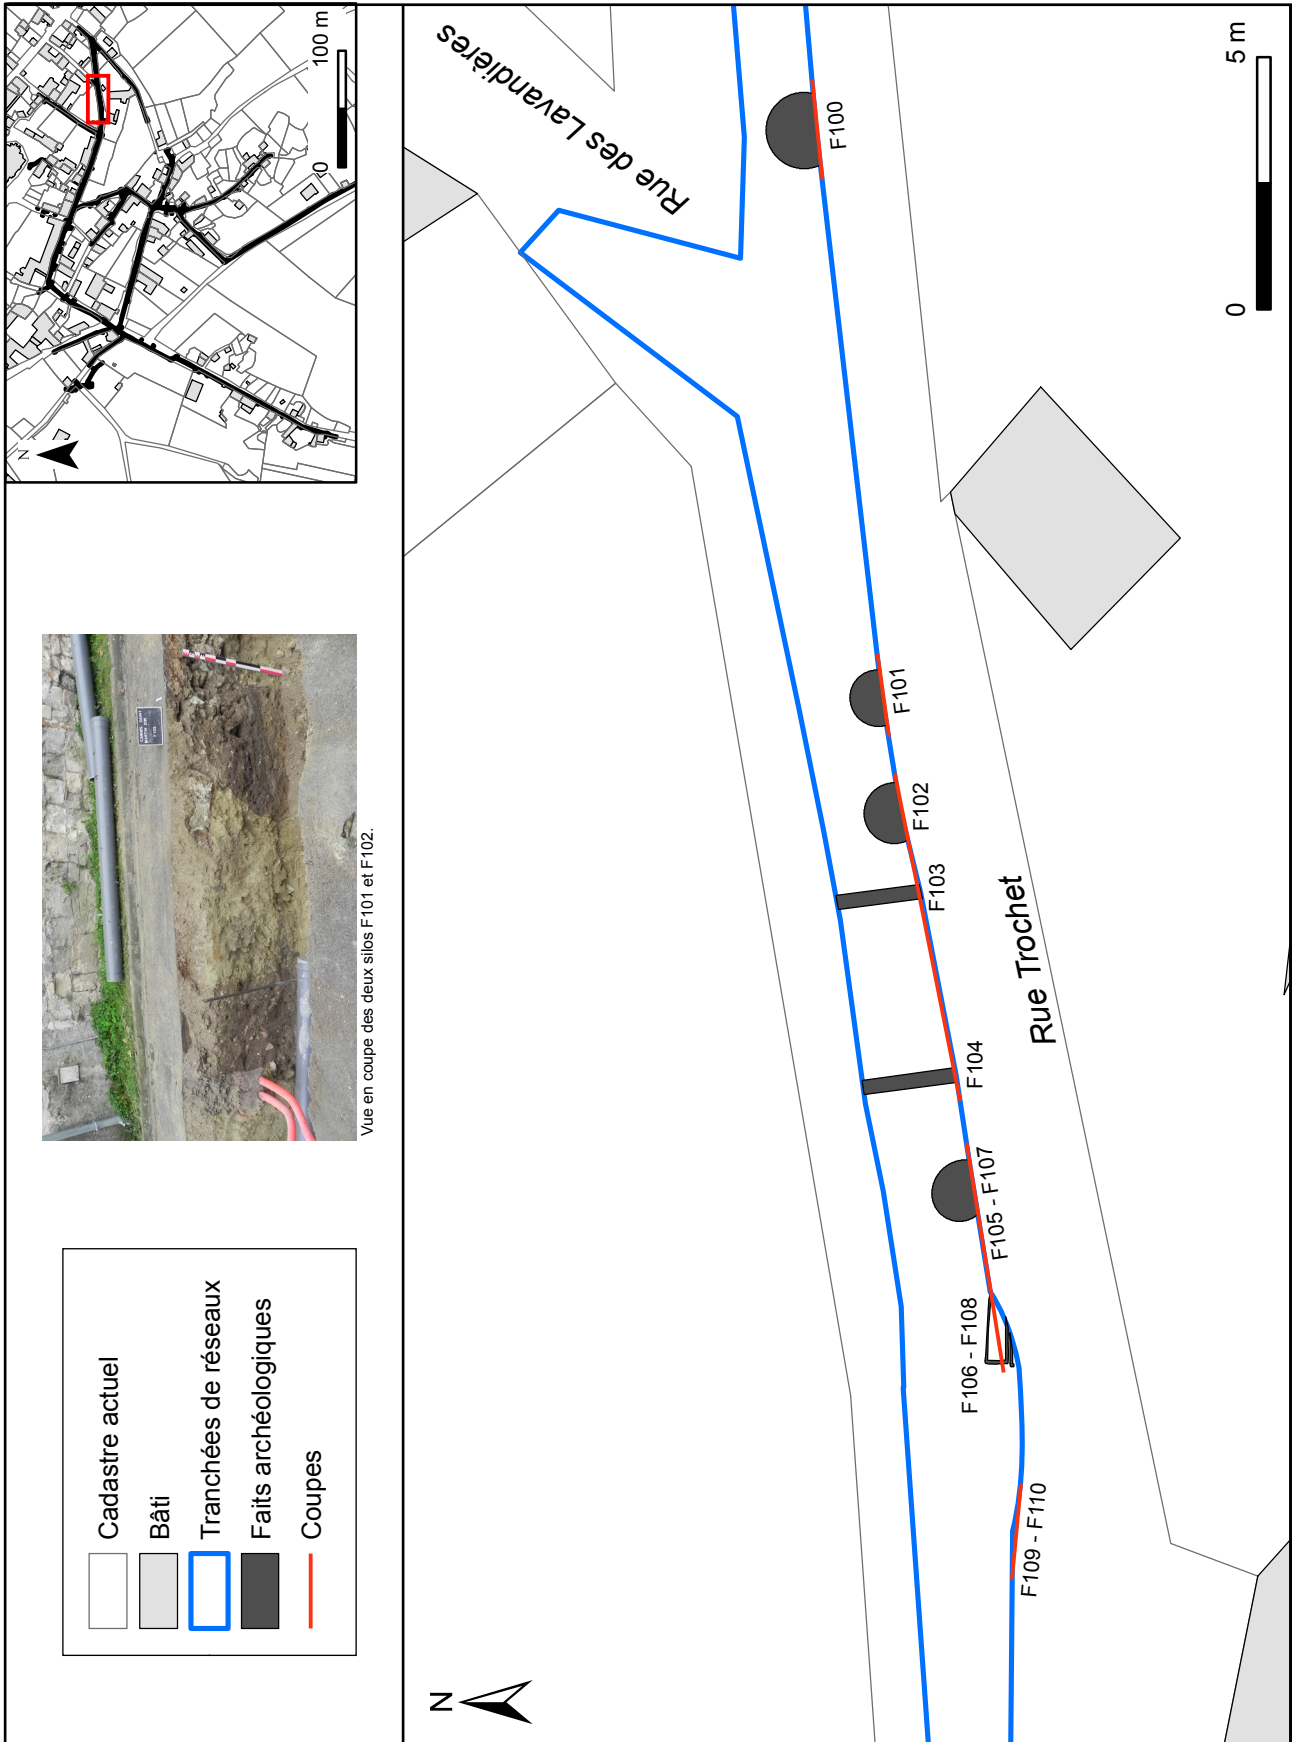 Cadastre actuel
Bâti
Tranchées de réseaux
Faits archéologiques
Coupes
Vue en coupe des deux silos F101 et F102.
N
0
100 m
N
Rue des Lavandières
F109 - F110
F106 - F108
F105 - F107
F104
F103
F102
F101
F100
Rue Trochet
0
5 m